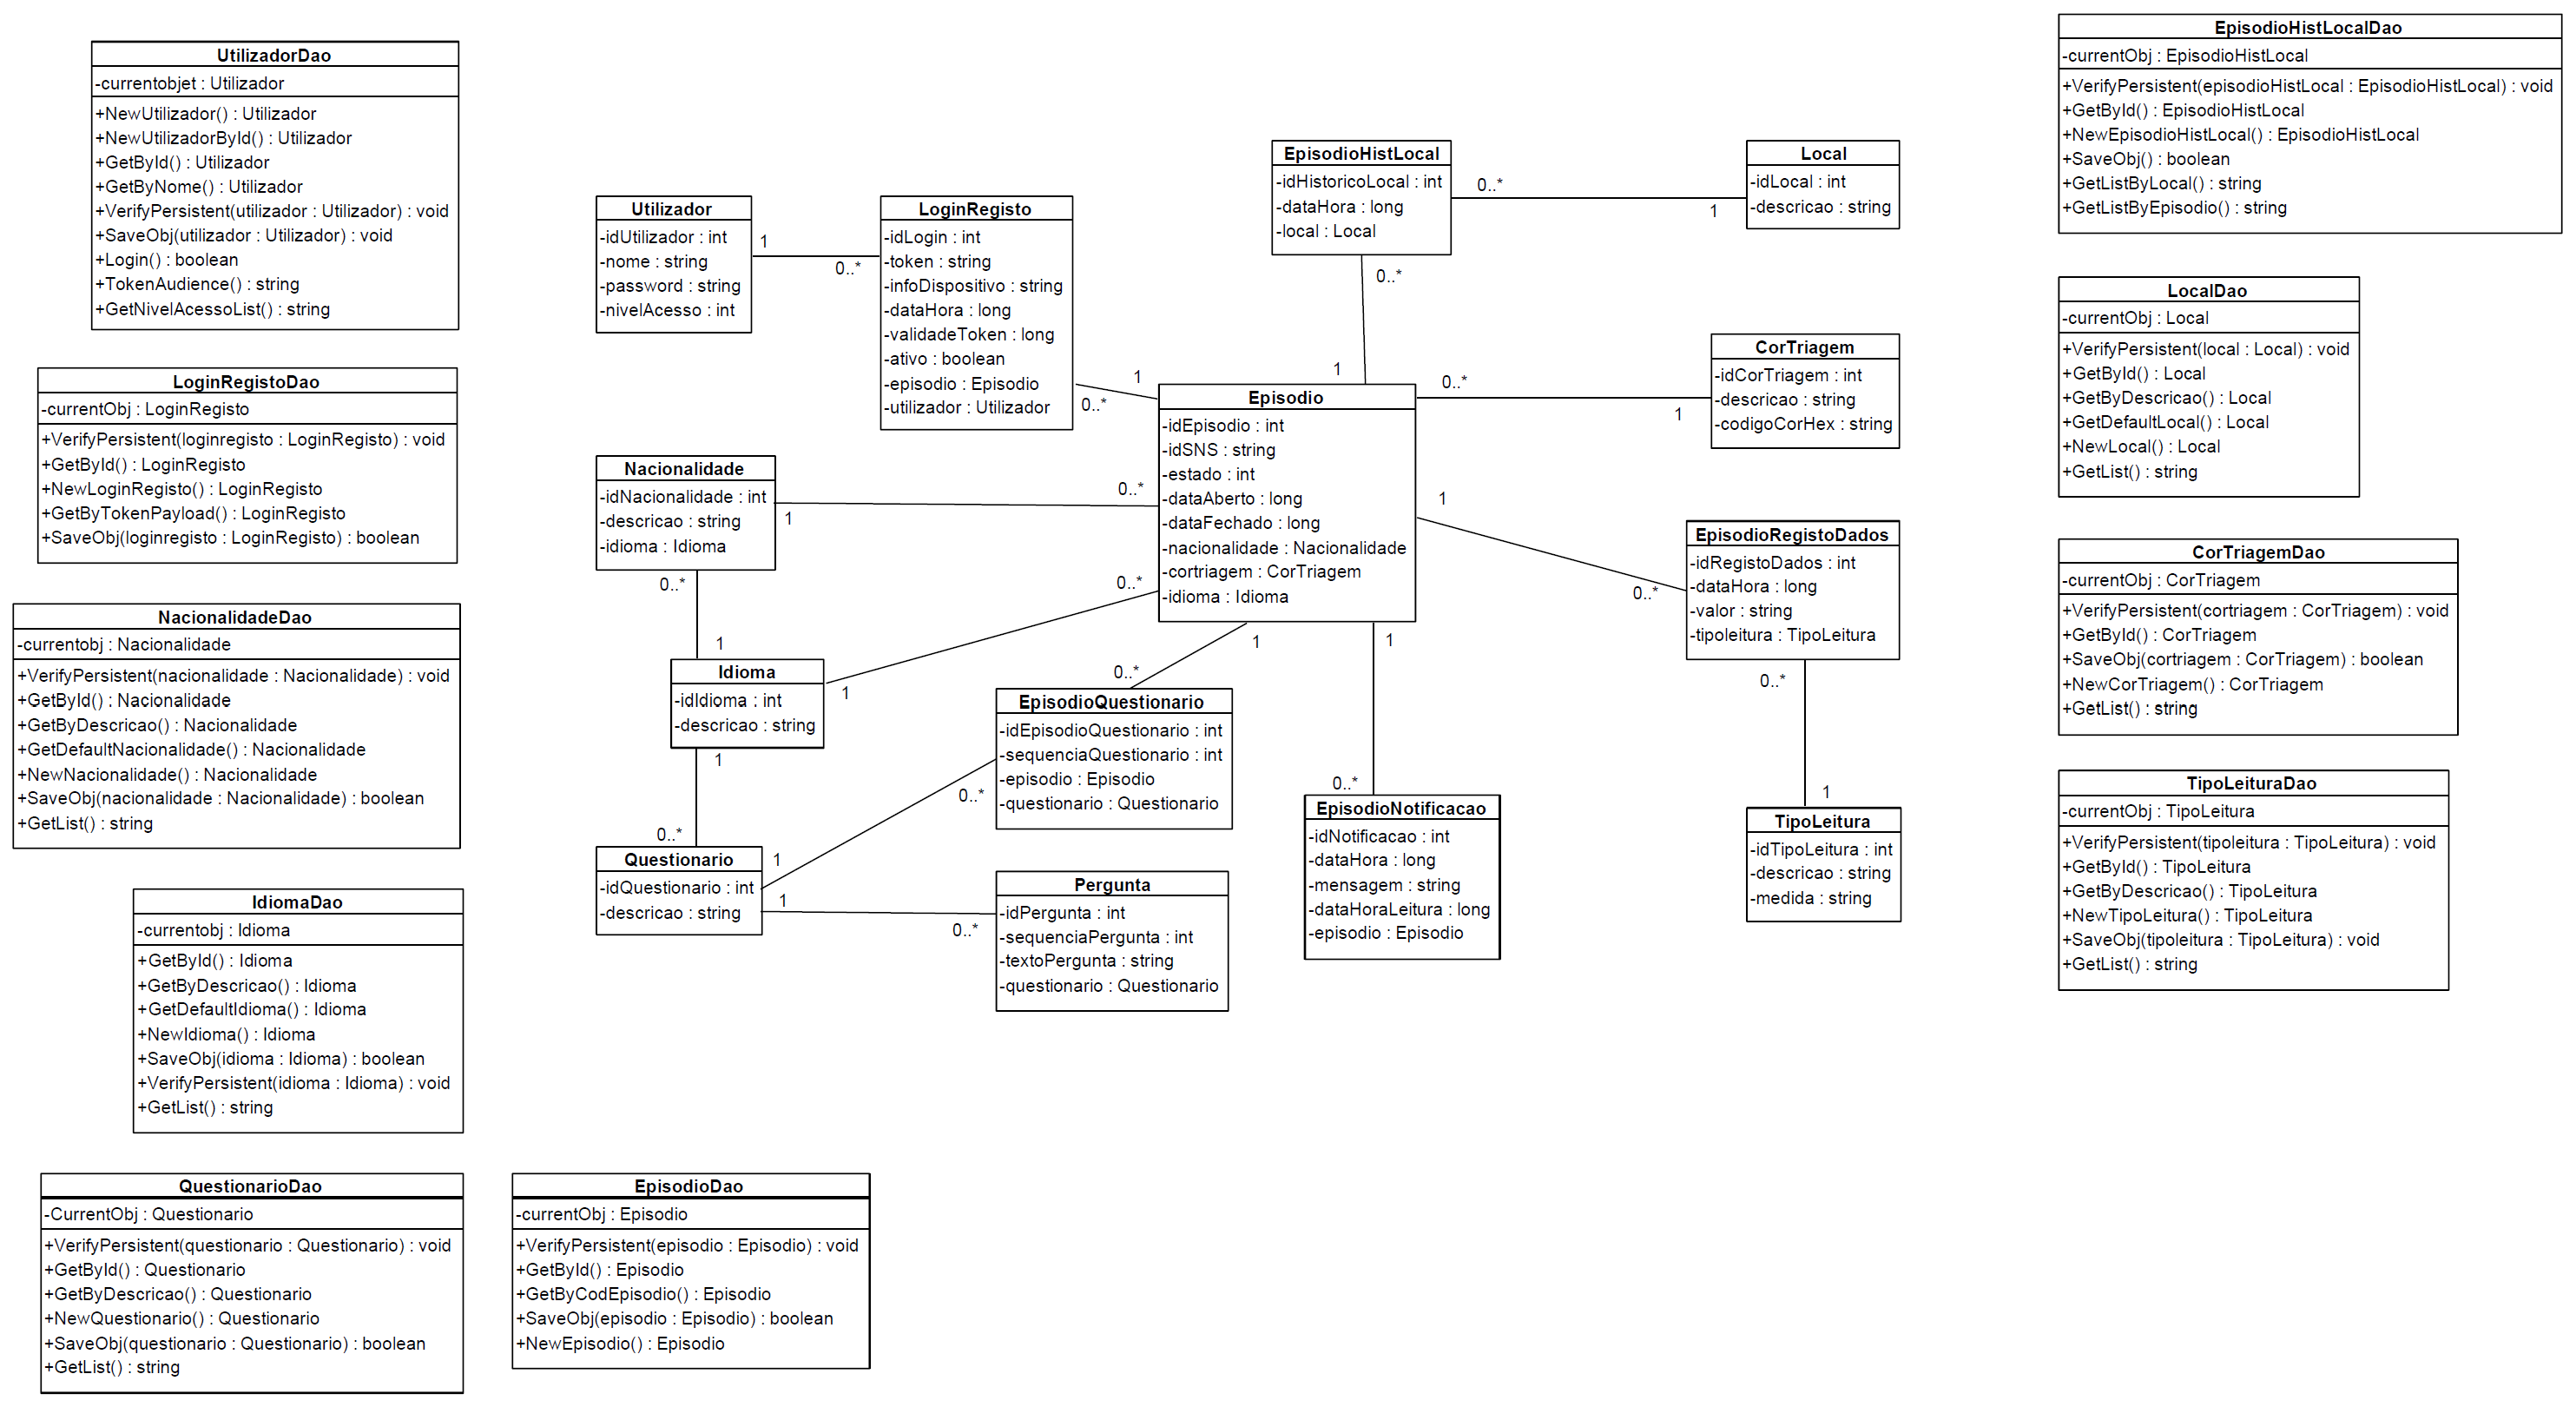 UtilizadorDao
-currentobjet : Utilizador
+NewUtilizador() : Utilizador
+NewUtilizadorById() : Utilizador
+GetById() : Utilizador
+GetByNome() : Utilizador
+VerifyPersistent(utilizador : Utilizador) : void
+SaveObj(utilizador : Utilizador) : void
+Login() : boolean
+TokenAudience() : string
+GetNivelAcessoList() : string
LoginRegistoDao
-currentObj : LoginRegisto
+VerifyPersistent(loginregisto : LoginRegisto) : void
+GetById() : LoginRegisto
+NewLoginRegisto() : LoginRegisto
+GetByTokenPayload() : LoginRegisto
+SaveObj(loginregisto : LoginRegisto) : boolean
NacionalidadeDao
-currentobj : Nacionalidade
+VerifyPersistent(nacionalidade : Nacionalidade) : void
+GetById() : Nacionalidade
+GetByDescricao() : Nacionalidade
+GetDefaultNacionalidade() : Nacionalidade
+NewNacionalidade() : Nacionalidade
+SaveObj(nacionalidade : Nacionalidade) : boolean
+GetList() : string
IdiomaDao
-currentobj : Idioma
+GetById() : Idioma
+GetByDescricao() : Idioma
+GetDefaultIdioma() : Idioma
+NewIdioma() : Idioma
+SaveObj(idioma : Idioma) : boolean
+VerifyPersistent(idioma : Idioma) : void
+GetList() : string
QuestionarioDao
-CurrentObj : Questionario
+VerifyPersistent(questionario : Questionario) : void
+GetById() : Questionario
+GetByDescricao() : Questionario
+NewQuestionario() : Questionario
+SaveObj(questionario : Questionario) : boolean
+GetList() : string
EpisodioDao
-currentObj : Episodio
+VerifyPersistent(episodio : Episodio) : void
+GetById() : Episodio
+GetByCodEpisodio() : Episodio
+SaveObj(episodio : Episodio) : boolean
+NewEpisodio() : Episodio
Utilizador
-idUtilizador : int
-nome : string
-password : string
-nivelAcesso : int
1
0..*
LoginRegisto
-idLogin : int
-token : string
-infoDispositivo : string
-dataHora : long
-validadeToken : long
-ativo : boolean
-episodio : Episodio
-utilizador : Utilizador
1
0..*
Nacionalidade
-idNacionalidade : int
-descricao : string
-idioma : Idioma
1
0..*
0..*
1
Idioma
-idIdioma : int
-descricao : string
1
0..*
1
0..*
Questionario
-idQuestionario : int
-descricao : string
1
0..*
1
0..*
EpisodioHistLocal
-idHistoricoLocal : int
-dataHora : long
-local : Local
0..*
1
0..*
1
Local
-idLocal : int
-descricao : string
Episodio
-idEpisodio : int
-idSNS : string
-estado : int
-dataAberto : long
-dataFechado : long
-nacionalidade : Nacionalidade
-cortriagem : CorTriagem
-idioma : Idioma
0..*
1
CorTriagem
-idCorTriagem : int
-descricao : string
-codigoCorHex : string
1
0..*
EpisodioRegistoDados
-idRegistoDados : int
-dataHora : long
-valor : string
-tipoleitura : TipoLeitura
0..*
1
TipoLeitura
-idTipoLeitura : int
-descricao : string
-medida : string
1
0..*
EpisodioQuestionario
-idEpisodioQuestionario : int
-sequenciaQuestionario : int
-episodio : Episodio
-questionario : Questionario
1
0..*
EpisodioNotificacao
-idNotificacao : int
-dataHora : long
-mensagem : string
-dataHoraLeitura : long
-episodio : Episodio
Pergunta
-idPergunta : int
-sequenciaPergunta : int
-textoPergunta : string
-questionario : Questionario
EpisodioHistLocalDao
-currentObj : EpisodioHistLocal
+VerifyPersistent(episodioHistLocal : EpisodioHistLocal) : void
+GetById() : EpisodioHistLocal
+NewEpisodioHistLocal() : EpisodioHistLocal
+SaveObj() : boolean
+GetListByLocal() : string
+GetListByEpisodio() : string
LocalDao
-currentObj : Local
+VerifyPersistent(local : Local) : void
+GetById() : Local
+GetByDescricao() : Local
+GetDefaultLocal() : Local
+NewLocal() : Local
+GetList() : string
CorTriagemDao
-currentObj : CorTriagem
+VerifyPersistent(cortriagem : CorTriagem) : void
+GetById() : CorTriagem
+SaveObj(cortriagem : CorTriagem) : boolean
+NewCorTriagem() : CorTriagem
+GetList() : string
TipoLeituraDao
-currentObj : TipoLeitura
+VerifyPersistent(tipoleitura : TipoLeitura) : void
+GetById() : TipoLeitura
+GetByDescricao() : TipoLeitura
+NewTipoLeitura() : TipoLeitura
+SaveObj(tipoleitura : TipoLeitura) : void
+GetList() : string